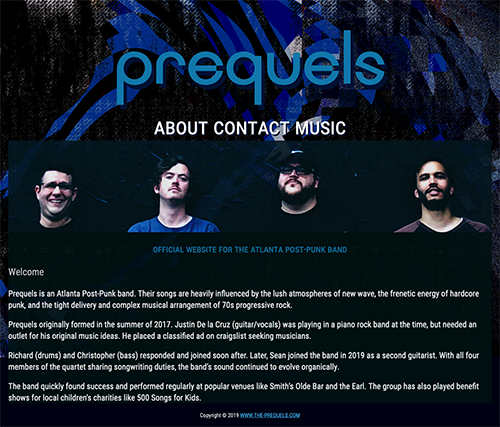 prequels
ABOUT CONTACT MUSIC
OFFICIAL WEBSITE FOR THE ATLANTA POST-PUNK BAND
Welcome
Prequels is an Atlanta Post-Punk band. Their songs are heavily influenced by the lush atmospheres of new wave, the frenetic energy of hardcore
punk, and the tight delivery and complex musical arrangement of 70s progressive rock.
Prequels originally formed in the summer of 2017. Justin De la Cruz (guitar/vocals) was playing in a piano rock band at the time, but needed an
outlet for his original music ideas. He placed a classified ad on craigslist seeking musicians.
Richard (drums) and Christopher (bass) responded and joined soon after. Later, Sean joined the band in 2019 as a second guitarist. With all four
members of the quartet sharing songwriting duties, the band's sound continued to evolve organically.
The band quickly found success and performed regularly at popular venues like Smith's Olde Bar and the Earl. The group has also played benefit
shows for local children's charities like 500 Songs for Kids.
Copyright © 2019 WWW.THE-PREQUELS.COM